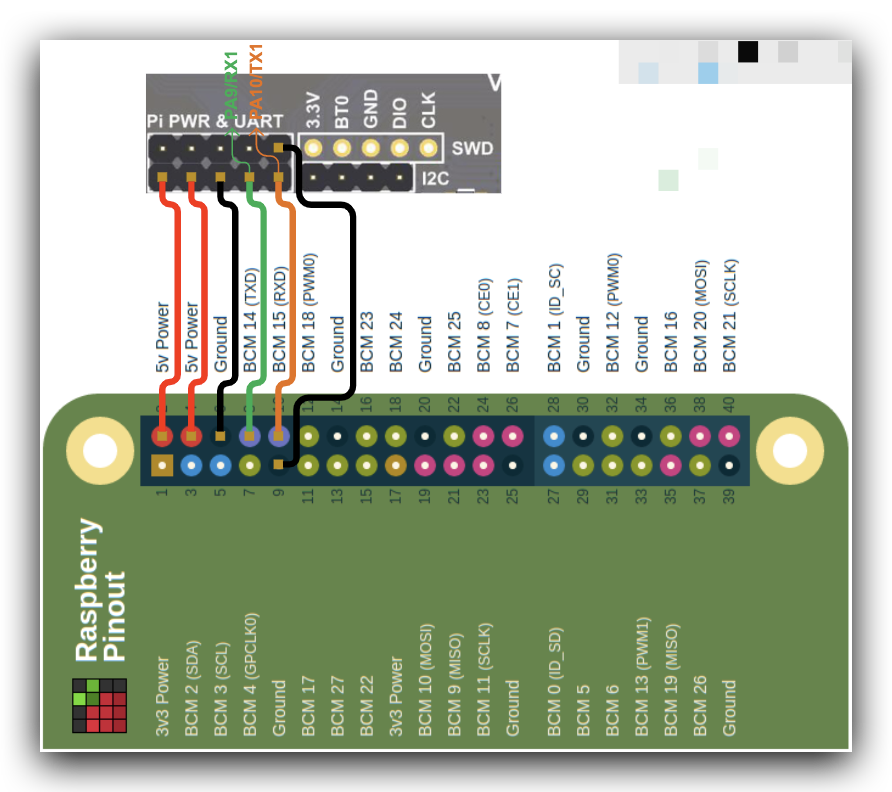 PA9/RX1
PA10/TX1
Pi PWR & UART
3.3V
BT0
GND
DIO
CLK
SWD
I2C
5v Power
5v Power
Ground
BCM 14 (TXD)
BCM 15 (RXD)
BCM 18 (PWM0)
Ground
BCM 23
BCM 24
Ground
BCM 25
BCM 8 (CE0)
BCM 7 (CE1)
BCM 1 (ID_SC)
Ground
BCM 12 (PWM0)
Ground
BCM 16
BCM 20 (MOSI)
BCM 21 (SCLK)
12
14
16
18
20
22
24
26
28
30
32
34
36
38
40
1
3
5
7
9
11
13
15
17
19
21
23
25
27
29
31
33
35
37
39
Raspberry
Pinout
3v3 Power
BCM 2 (SDA)
BCM 3 (SCL)
BCM 4 (GPCLK0)
Ground
BCM 17
BCM 27
BCM 22
3v3 Power
BCM 10 (MOSI)
BCM 9 (MISO)
BCM 11 (SCLK)
Ground
BCM 0 (ID_SD)
BCM 5
BCM 6
BCM 13 (PWM1)
BCM 19 (MISO)
BCM 26
Ground